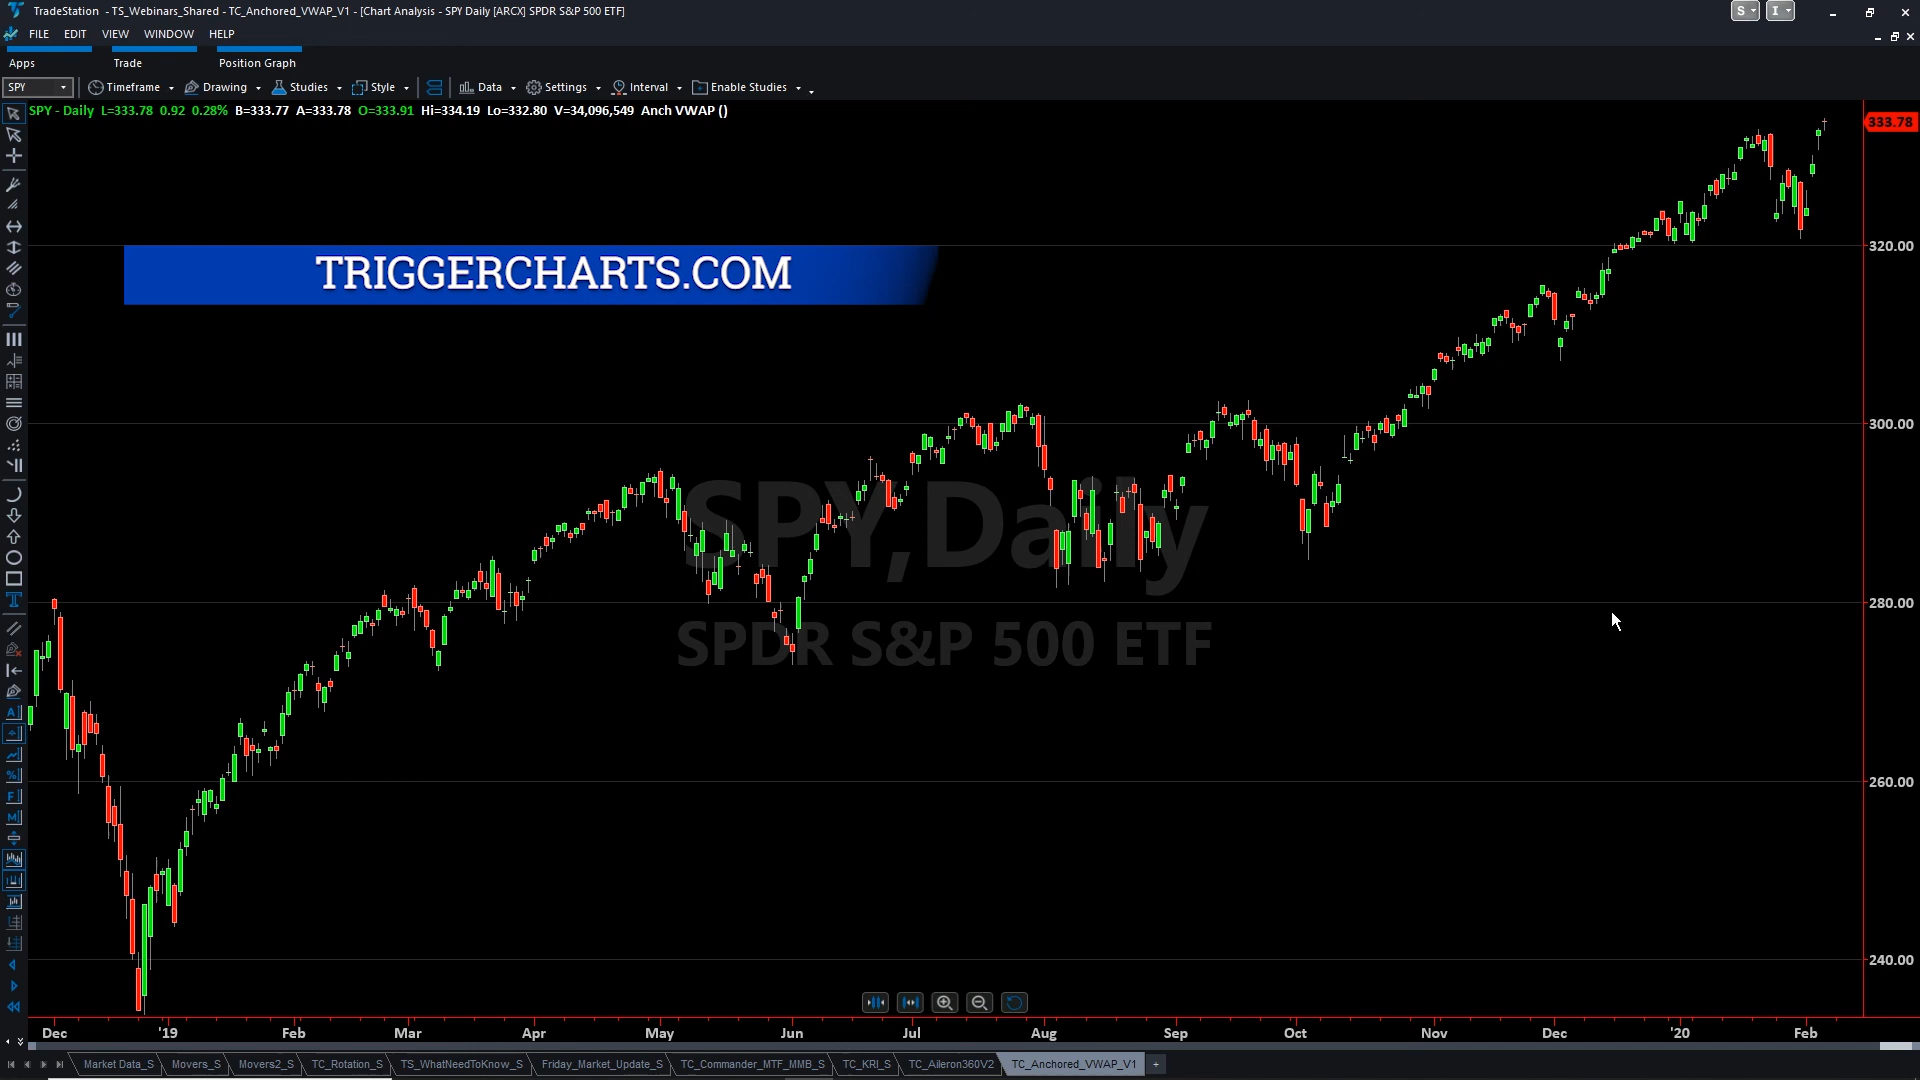 TradeStation - TS_Webinars_Shared - TC_Anchored_VWAP_V1 - [Chart Analysis - SPY Daily [ARCX] SPDR S&P 500 ETF]
S
I
FILE EDIT VIEW WINDOW HELP
Apps Trade Position Graph
SPY Timeframe Drawing Studies Style Data Settings Interval Enable Studies
SPY - Daily L=333.78 0.92 0.28% B=333.77 A=333.78 O=333.91 Hi=334.19 Lo=332.80 V=34,096,549 Anch VWAP ()
333.78
320.00
TRIGGERCHARTS.COM
300.00
SPY,Daily
280.00
SPDR S&P 500 ETF
260.00
240.00
Dec '19 Feb Mar Apr May Jun Jul Aug Sep Oct Nov Dec '20 Feb
Market Data_S Movers_S Movers2_S TC_Rotation_S TS_WhatNeedToKnow_S Friday_Market_Update_S TC_Commander_MTF_MMB_S TC_KRI_S TC_Aileron360V2 TC_Anchored_VWAP_V1 +